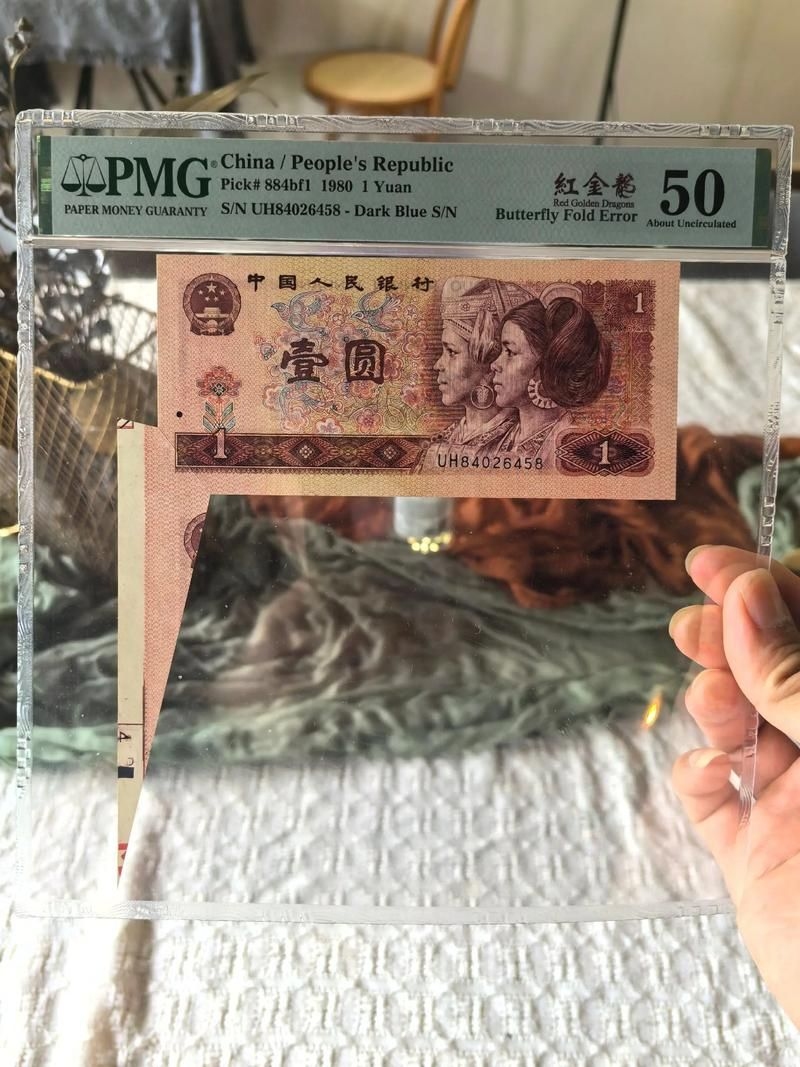 PMG® China / People's Republic
Pick# 884bf1 1980 1 Yuan
PAPER MONEY GUARANTY S/N UH84026458 - Dark Blue S/N
紅金龍
Red Golden Dragons
Butterfly Fold Error
50
About Uncirculated
中国人民银行
1
壹圆
1
UH84026458
1
4